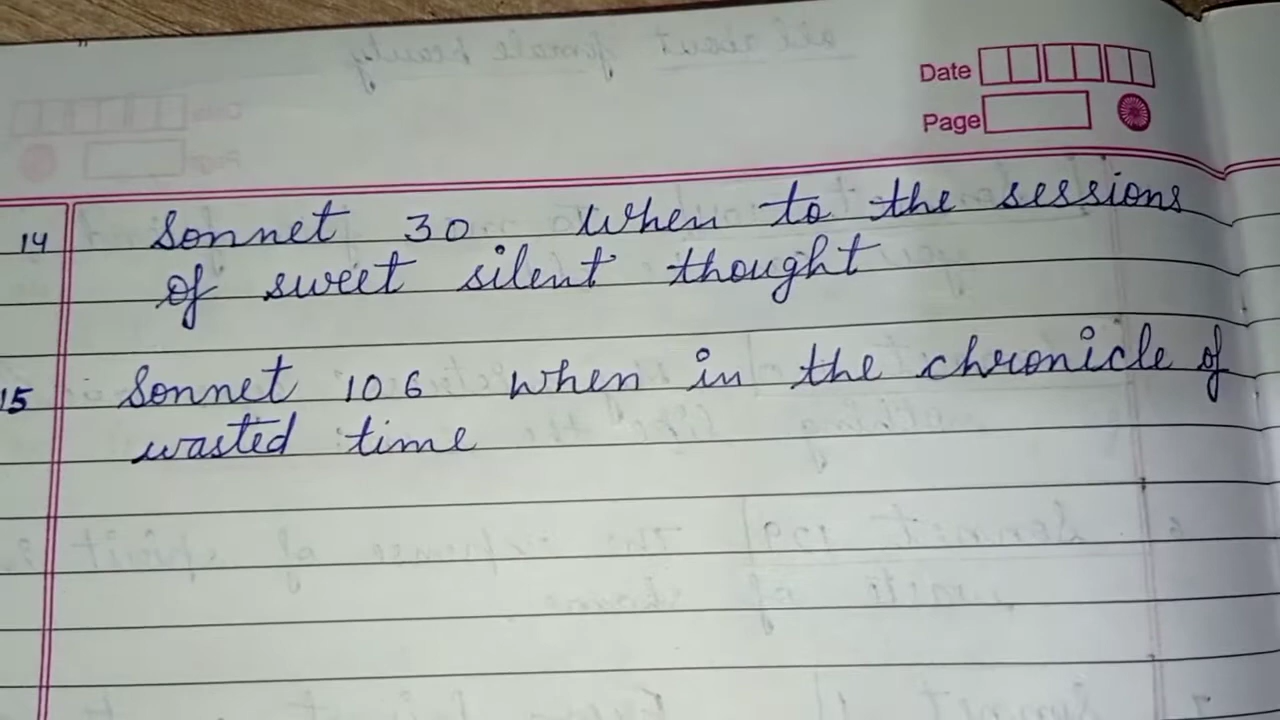 Date
Page
14 Sonnet 30 When to the sessions
of sweet silent thought
15 Sonnet 106 when in the chronicle of
wasted time